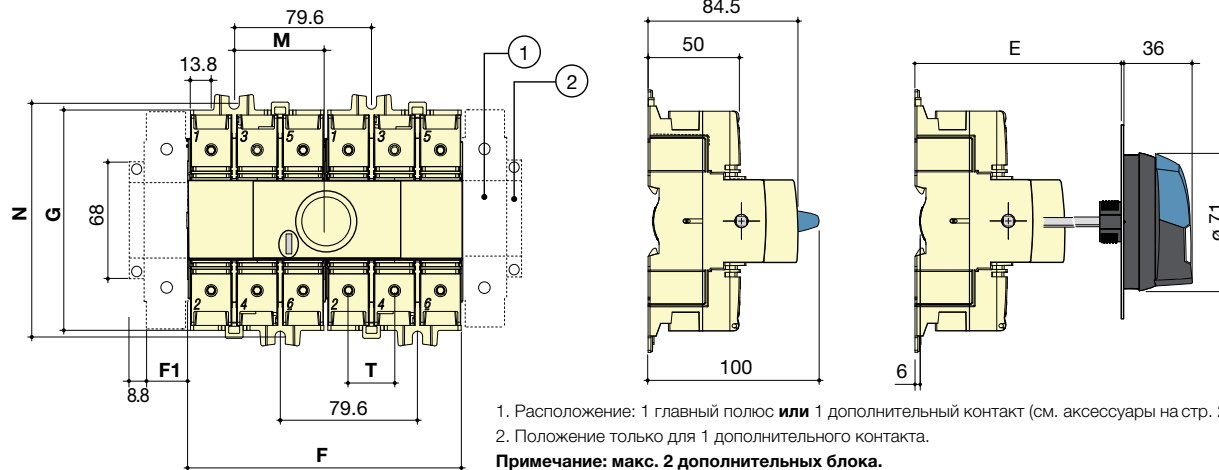 79.6
M
13.8
1
2
1 3 5 1 3 5
N
G
68
2 4 6 2 4 6
8.8
F1
T
79.6
F
84.5
50
100
E
36
ø 71
6
1. Расположение: 1 главный полюс или 1 дополнительный контакт (см. аксессуары на стр.
2. Положение только для 1 дополнительного контакта.
Примечание: макс. 2 дополнительных блока.